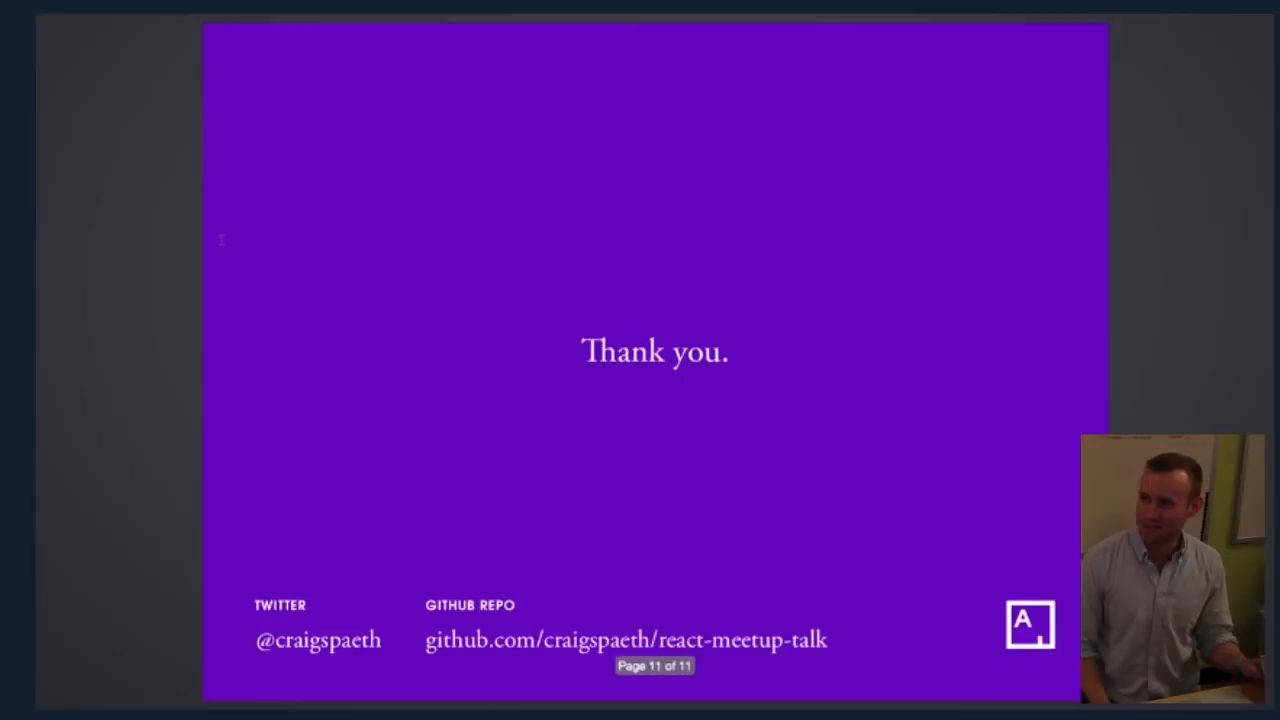 Thank you.
TWITTER
GITHUB REPO
@craigspaeth
github.com/craigspaeth/react-meetup-talk
Page 11 of 11
A